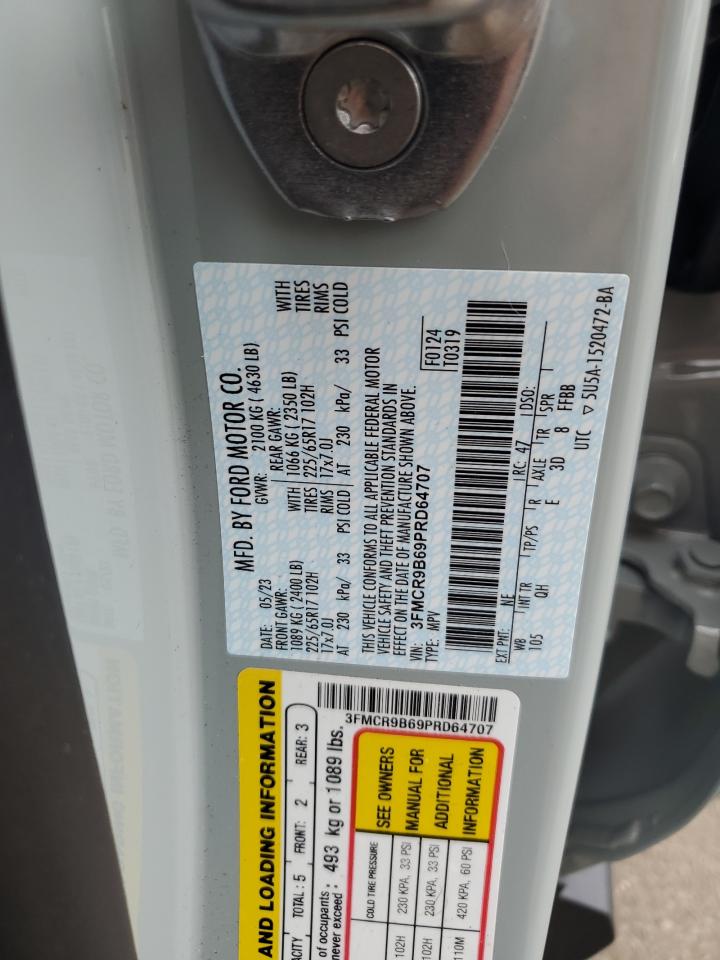 MFD. BY FORD MOTOR CO.
DATE: 05/23
GVWR: 2100 KG ( 4630 LB)
FRONT GAWR:
REAR GAWR:
1089 KG ( 2400 LB)
WITH
1066 KG ( 2350 LB)
WITH
225/65R17 102H
TIRES
225/65R17 102H
TIRES
17x7.0J
RIMS
17x7.0J
RIMS
AT 230 kPa/ 33 PSI COLD
AT 230 kPa/ 33 PSI COLD
THIS VEHICLE CONFORMS TO ALL APPLICABLE FEDERAL MOTOR
VEHICLE SAFETY AND THEFT PREVENTION STANDARDS IN
EFFECT ON THE DATE OF MANUFACTURE SHOWN ABOVE.
VIN: 3FMCR9B69PRD64707
TYPE: MPV
F0124
T0319
EXT PNT: NE
RC: 47
DSO:
WB
INT TR
TP/PS
R
AXLE
TR
SPR
105
QH
E
3D
8
FFBB
UTC ▽ 5U5A-1520472-BA
AND LOADING INFORMATION
ACITY
TOTAL : 5
FRONT: 2
REAR: 3
of occupants :
never exceed :
493 kg or 1089 lbs.
3FMCR9B69PRD64707
COLD TIRE PRESSURE
SEE OWNERS
MANUAL FOR
ADDITIONAL
INFORMATION
102H
230 KPA, 33 PSI
102H
230 KPA, 33 PSI
110M
420 KPA, 60 PSI